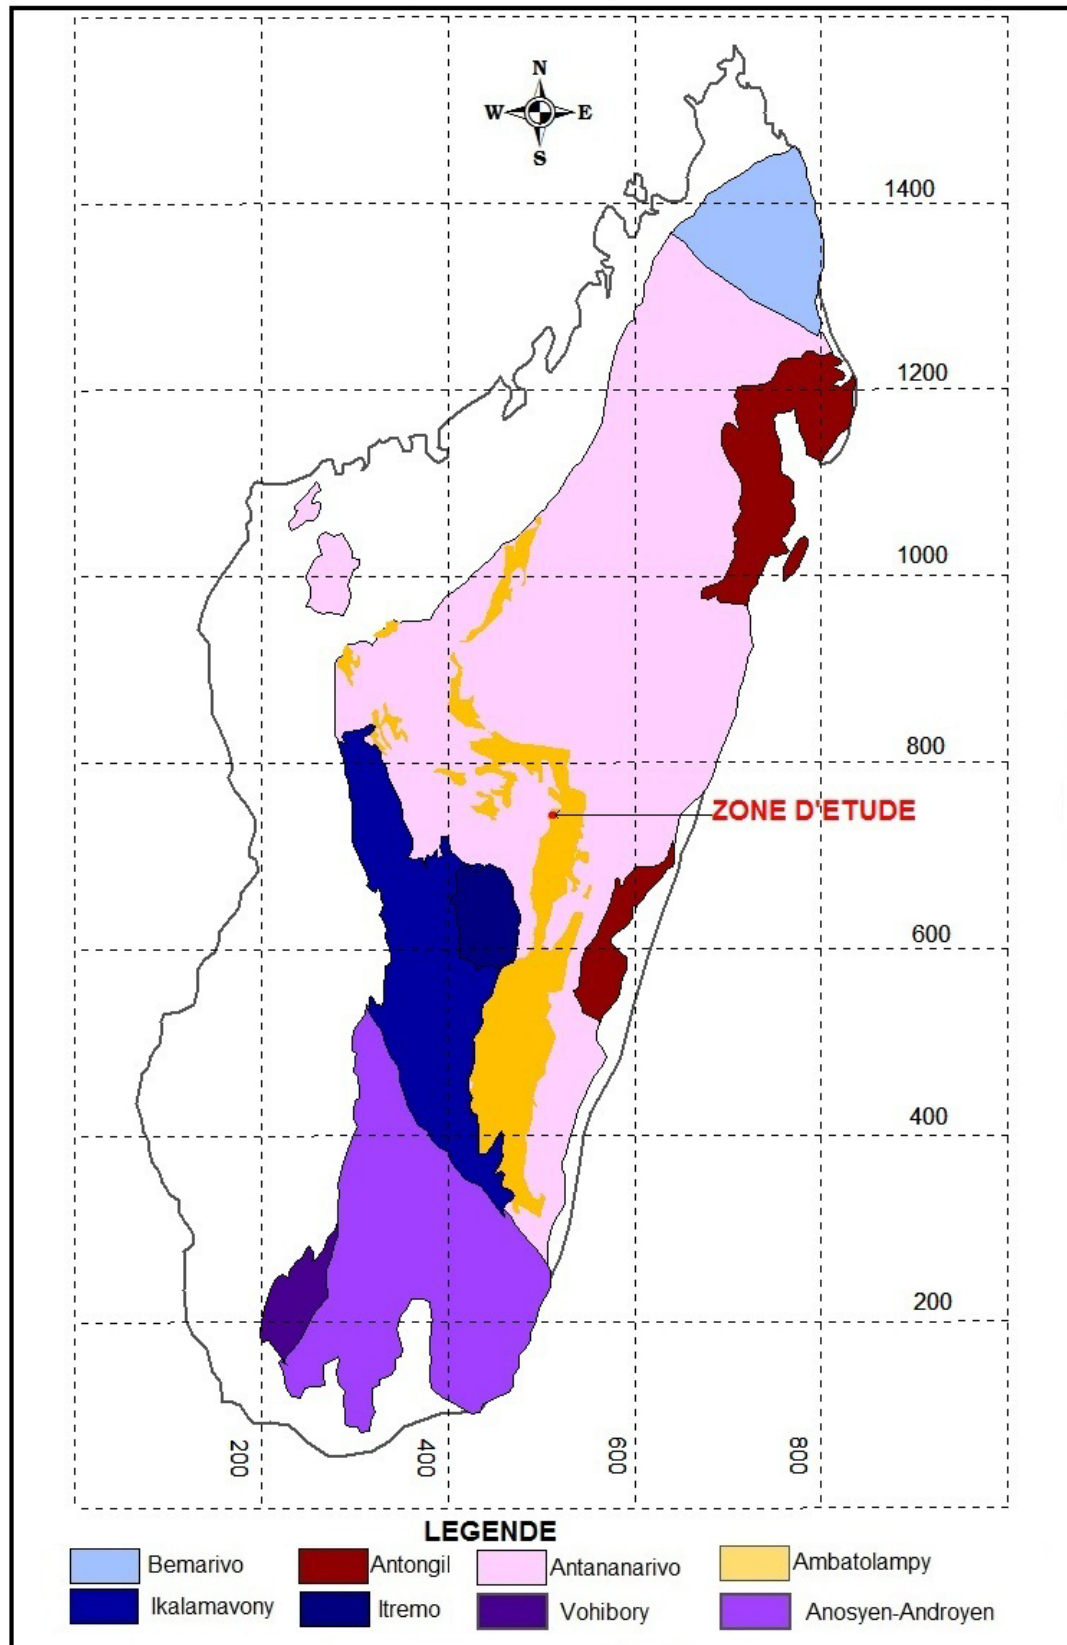 N
W E
S
1400
1200
1000
800
ZONE D'ETUDE
600
400
200
200 400 600 800
LEGENDE
Bemarivo Antongil Antananarivo Ambatolampy
Ikalamavony Itremo Vohibory Anosyen-Androyen